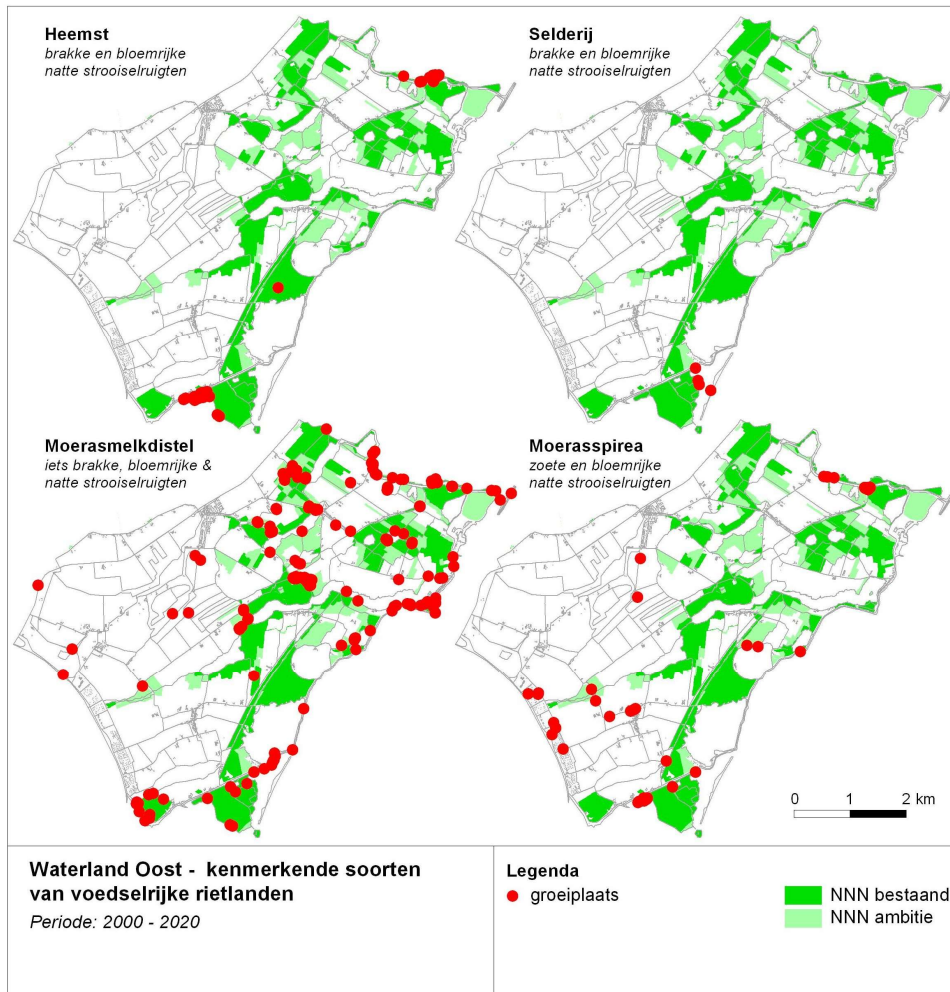 Heemst
brakke en bloemrijke
natte strooiselruigten
Selderij
brakke en bloemrijke
natte strooiselruigten
Moerasmelkdistel
iets brakke, bloemrijke &
natte strooiselruigten
Moerasspirea
zoete en bloemrijke
natte strooiselruigten
0 1 2 km
Waterland Oost - kenmerkende soorten
van voedselrijke rietlanden
Periode: 2000 - 2020
Legenda
groeiplaats
NNN bestaand
NNN ambitie